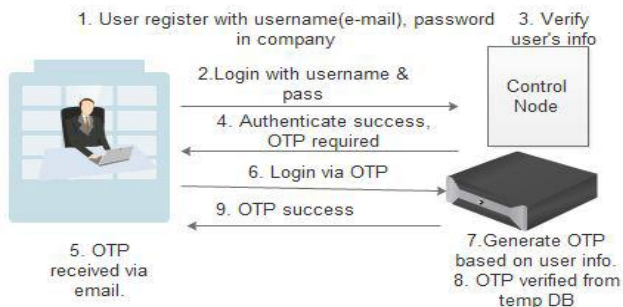 1. User register with username(e-mail), password
in company
3. Verify
user's info
2.Login with username &
pass
Control
Node
4. Authenticate success,
OTP required
6. Login via OTP
9. OTP success
5. OTP
received via
email.
7.Generate OTP
based on user info.
8. OTP verified from
temp DB